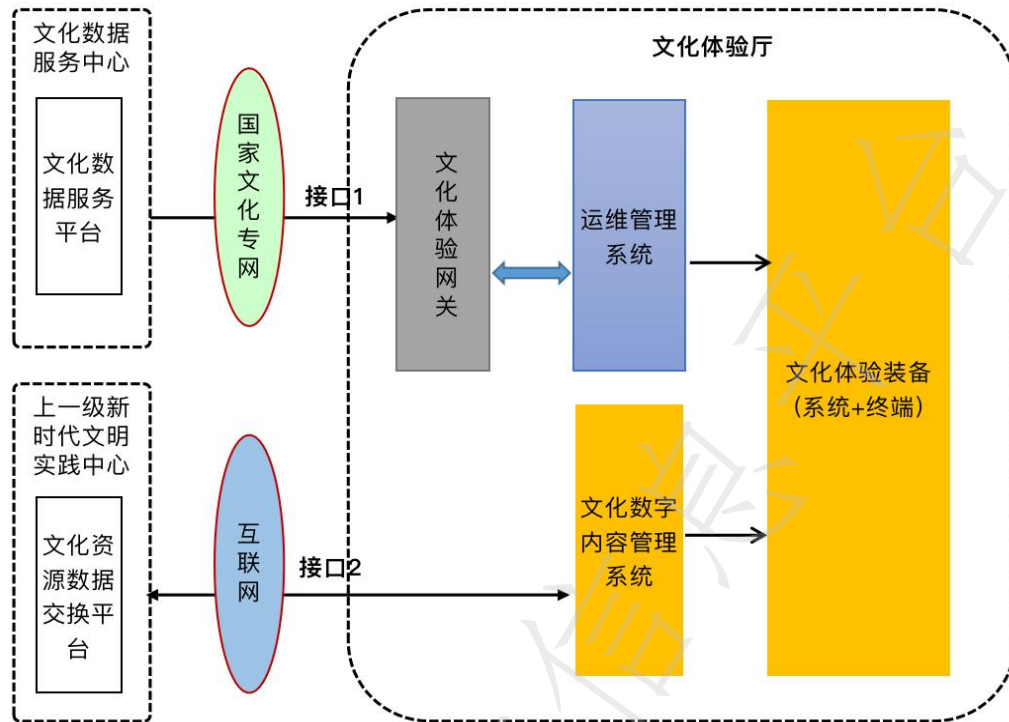 文化数据
服务中心
文化数
据服务
平台
国家文化专网
接口1
文化体验厅
文化体验网关
运维管理
系统
文化体验装备
(系统+终端)
上一级新
时代文明
实践中心
文化资
源数据
交换平
台
互联网
接口2
文化数字
内容管理
系统
信息平台